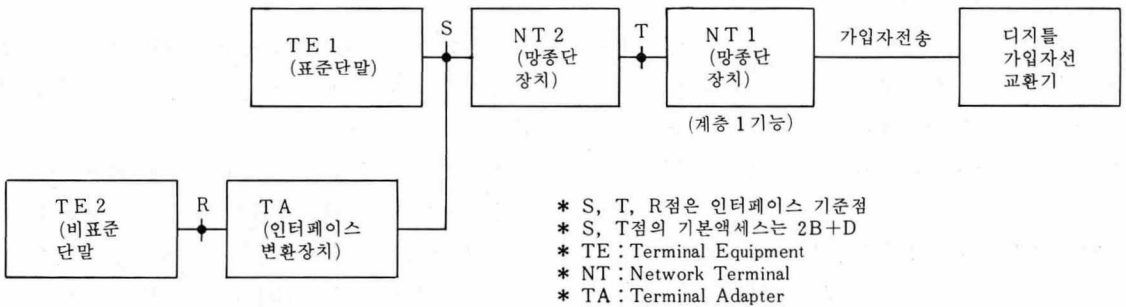 TE1
(표준단말)
S
NT2
(망종단
장치)
T
NT1
(망종단
장치)
(계층 1 기능)
가입자전송
디지틀
가입자선
교환기
TE2
(비표준
단말
R
TA
(인터페이스
변환장치)
* S, T, R점은 인터페이스 기준점
* S, T점의 기본액세스는 2B+D
* TE : Terminal Equipment
* NT : Network Terminal
* TA : Terminal Adapter